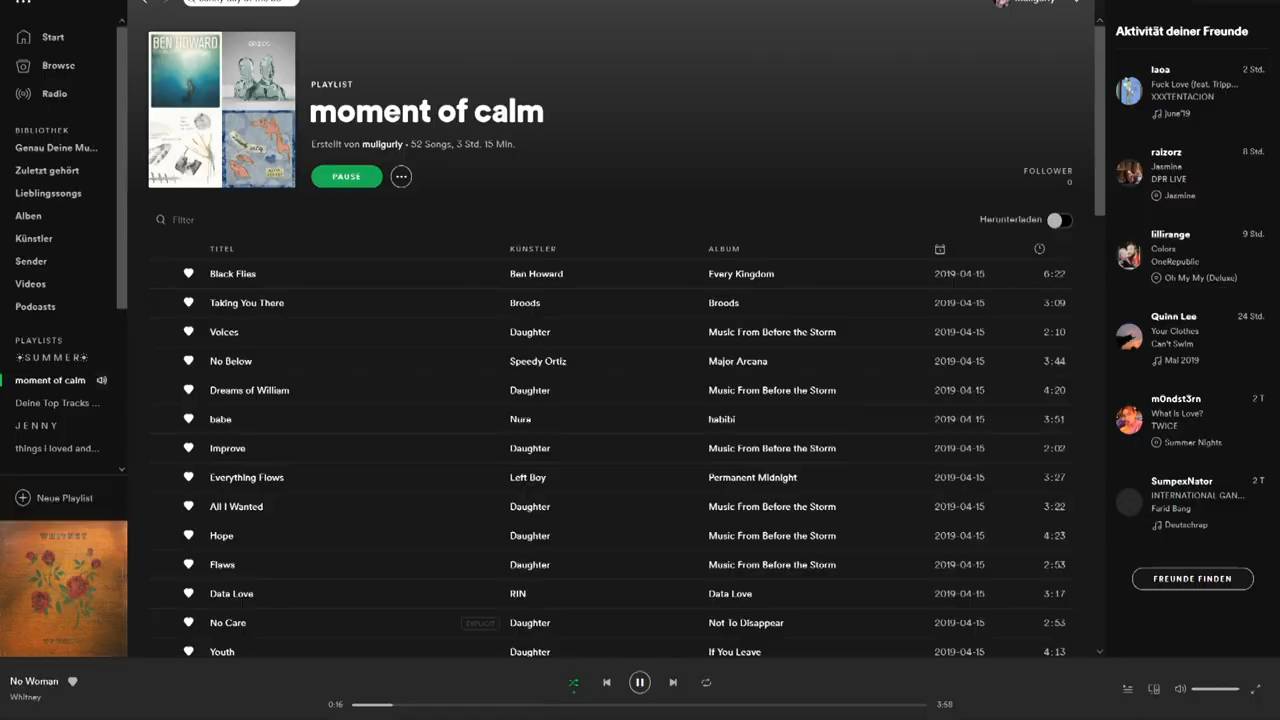 muligurly
Start
Browse
Radio
BIBLIOTHEK
Genau Deine Mu...
Zuletzt gehört
Lieblingssongs
Alben
Künstler
Sender
Videos
Podcasts
PLAYLISTS
☀SUMMER☀
moment of calm
Deine Top Tracks ...
JENNY
things I loved and...
Neue Playlist
WHITNEY
BEN HOWARD
BROODS
PLAYLIST
moment of calm
Erstellt von muligurly • 52 Songs, 3 Std. 15 Min.
PAUSE
FOLLOWER
0
Filter
Herunterladen
TITEL KÜNSTLER ALBUM
Black Flies Ben Howard Every Kingdom 2019-04-15 6:22
Taking You There Broods Broods 2019-04-15 3:09
Voices Daughter Music From Before the Storm 2019-04-15 2:10
No Below Speedy Ortiz Major Arcana 2019-04-15 3:44
Dreams of William Daughter Music From Before the Storm 2019-04-15 4:20
babe Nura habibi 2019-04-15 3:51
Improve Daughter Music From Before the Storm 2019-04-15 2:02
Everything Flows Left Boy Permanent Midnight 2019-04-15 3:27
All I Wanted Daughter Music From Before the Storm 2019-04-15 3:22
Hope Daughter Music From Before the Storm 2019-04-15 4:23
Flaws Daughter Music From Before the Storm 2019-04-15 2:53
Data Love RIN Data Love 2019-04-15 3:17
No Care EXPLICIT Daughter Not To Disappear 2019-04-15 2:53
Youth Daughter If You Leave 2019-04-15 4:13
Aktivität deiner Freunde
laoa 2 Std.
Fuck Love (feat. Tripp...
XXXTENTACION
June'19
raizorz 8 Std.
Jasmine
DPR LIVE
Jasmine
lillirange 9 Std.
Colors
OneRepublic
Oh My My (Deluxe)
Quinn Lee 24 Std.
Your Clothes
Can't Swim
Mai 2019
m0ndst3rn 2 T
What Is Love?
TWICE
Summer Nights
SumpexNator 2 T
INTERNATIONAL GAN...
Farid Bang
Deutschrap
FREUNDE FINDEN
No Woman
Whitney
0:16
3:58